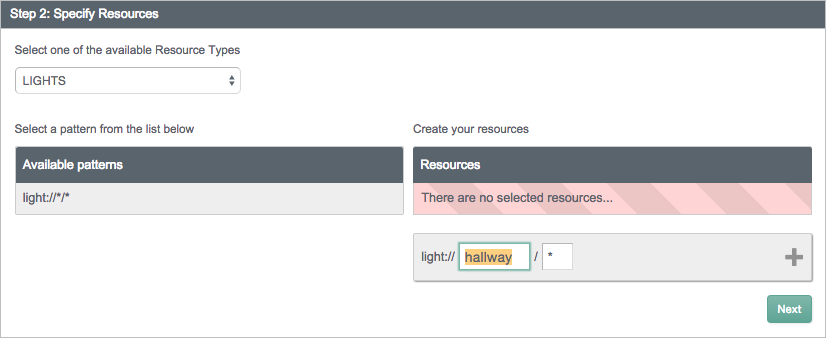 Step 2: Specify Resources
Select one of the available Resource Types
LIGHTS
Select a pattern from the list below
Available patterns
light://*/*
Create your resources
Resources
There are no selected resources...
light:// hallway / *
Next